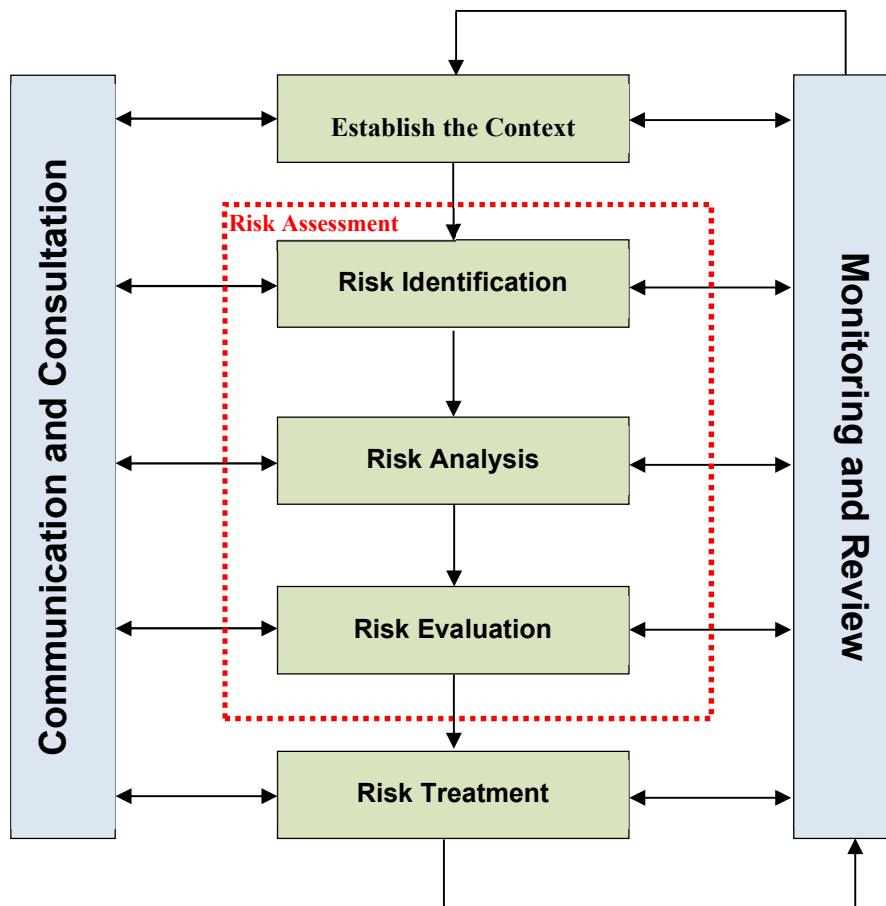 Communication and Consultation
Establish the Context
Risk Assessment
Risk Identification
Risk Analysis
Risk Evaluation
Risk Treatment
Monitoring and Review